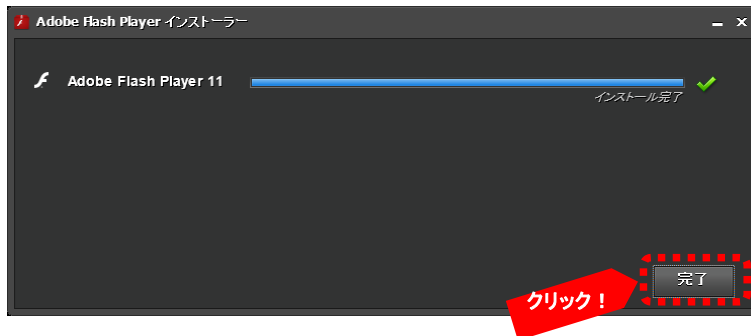 Adobe Flash Player インストーラー
Adobe Flash Player 11
インストール完了
完了
クリック！